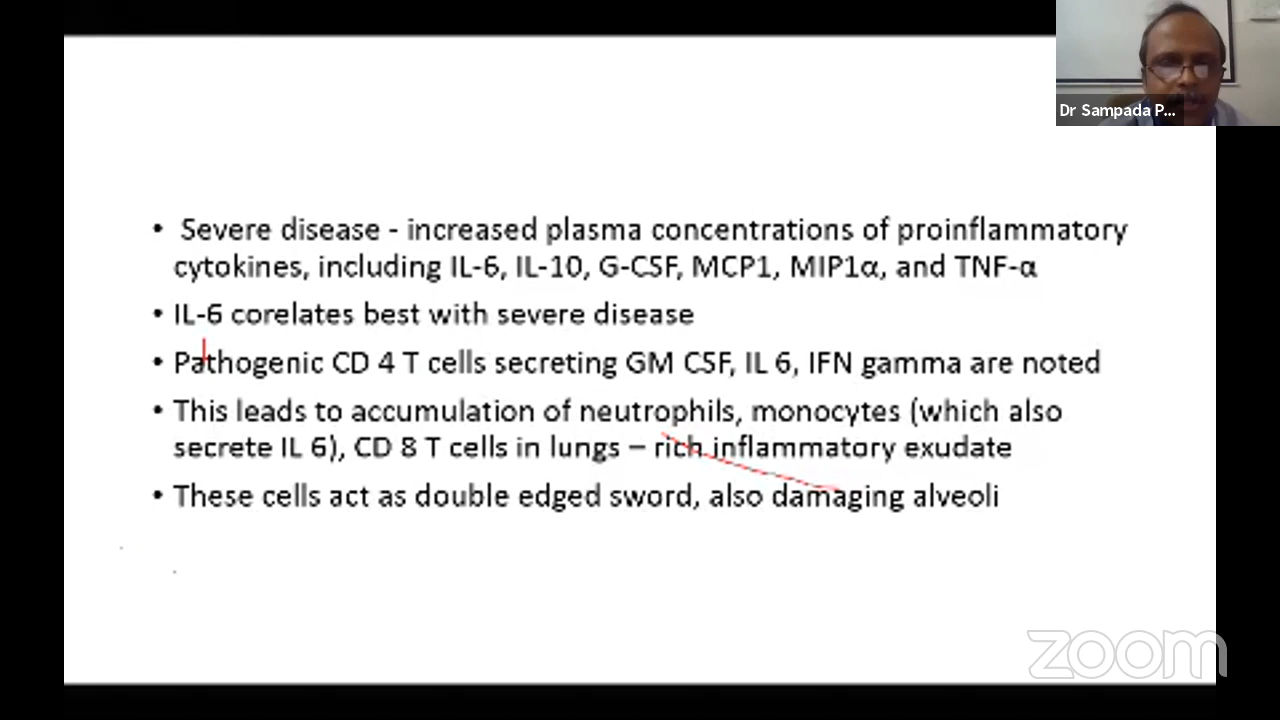 Dr Sampada P...
• Severe disease - increased plasma concentrations of proinflammatory
cytokines, including IL-6, IL-10, G-CSF, MCP1, MIP1α, and TNF-α
• IL-6 corelates best with severe disease
• Pathogenic CD 4 T cells secreting GM CSF, IL 6, IFN gamma are noted
• This leads to accumulation of neutrophils, monocytes (which also
secrete IL 6), CD 8 T cells in lungs – rich inflammatory exudate
• These cells act as double edged sword, also damaging alveoli
zoom